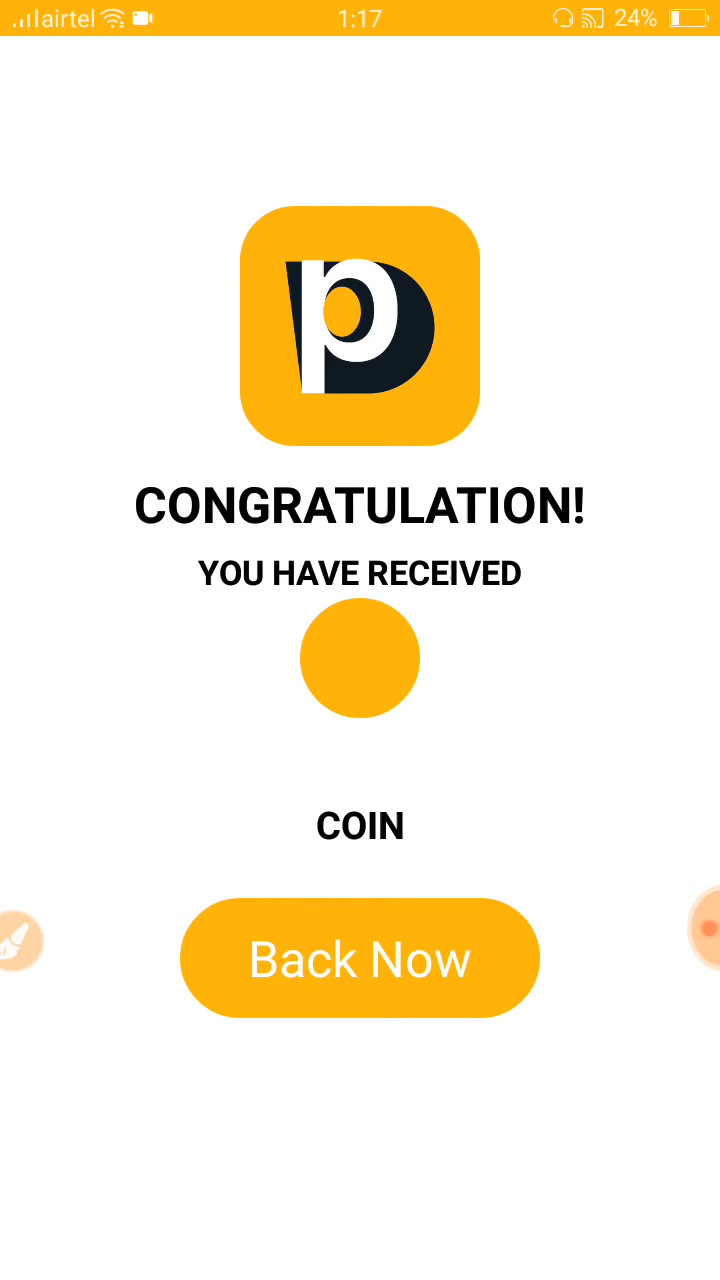 airtel 1:17 24%
p
CONGRATULATION!
YOU HAVE RECEIVED
COIN
Back Now